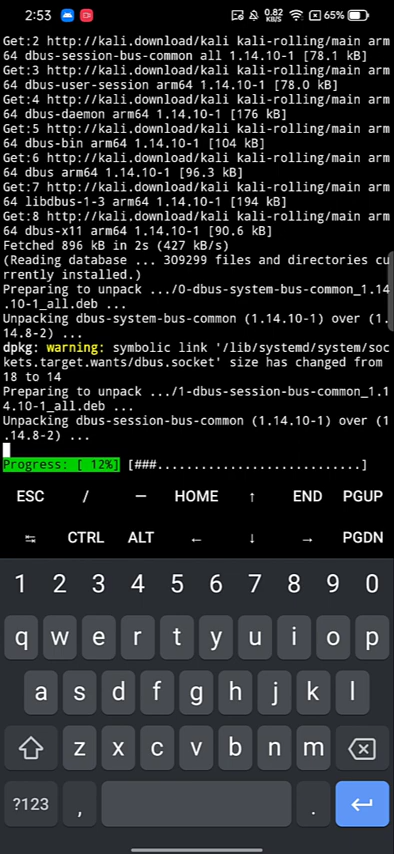 2:53 0.82 KB/S 65%
Get:2 http://kali.download/kali kali-rolling/main arm
64 dbus-session-bus-common all 1.14.10-1 [78.1 kB]
Get:3 http://kali.download/kali kali-rolling/main arm
64 dbus-user-session arm64 1.14.10-1 [78.0 kB]
Get:4 http://kali.download/kali kali-rolling/main arm
64 dbus-daemon arm64 1.14.10-1 [176 kB]
Get:5 http://kali.download/kali kali-rolling/main arm
64 dbus-bin arm64 1.14.10-1 [104 kB]
Get:6 http://kali.download/kali kali-rolling/main arm
64 dbus arm64 1.14.10-1 [96.3 kB]
Get:7 http://kali.download/kali kali-rolling/main arm
64 libdbus-1-3 arm64 1.14.10-1 [194 kB]
Get:8 http://kali.download/kali kali-rolling/main arm
64 dbus-x11 arm64 1.14.10-1 [90.6 kB]
Fetched 896 kB in 2s (427 kB/s)
(Reading database ... 309299 files and directories cu
rrently installed.)
Preparing to unpack .../0-dbus-system-bus-common_1.14
.10-1_all.deb ...
Unpacking dbus-system-bus-common (1.14.10-1) over (1.
14.8-2) ...
dpkg: warning: symbolic link '/lib/systemd/system/soc
kets.target.wants/dbus.socket' size has changed from
18 to 14
Preparing to unpack .../1-dbus-session-bus-common_1.1
4.10-1_all.deb ...
Unpacking dbus-session-bus-common (1.14.10-1) over (1
.14.8-2) ...
Progress: [ 12%] [###...........................]
ESC / — HOME ↑ END PGUP
↹ CTRL ALT ← ↓ → PGDN
1 2 3 4 5 6 7 8 9 0
q w e r t y u i o p
a s d f g h j k l
z x c v b n m
?123 , .